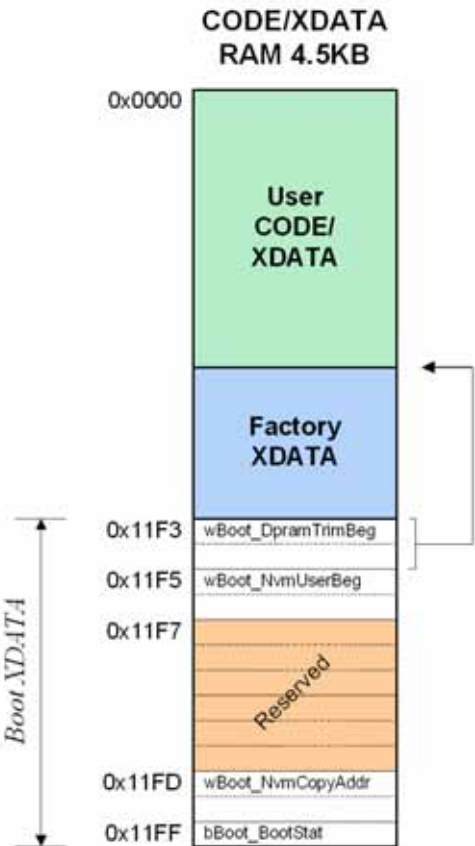 CODE/XDATA
RAM 4.5KB
0x0000
User
CODE/
XDATA
Factory
XDATA
0x11F3 wBoot_DpramTrimBeg
0x11F5 wBoot_NvmUserBeg
0x11F7
Reserved
Boot XDATA
0x11FD wBoot_NvmCopyAddr
0x11FF bBoot_BootStat